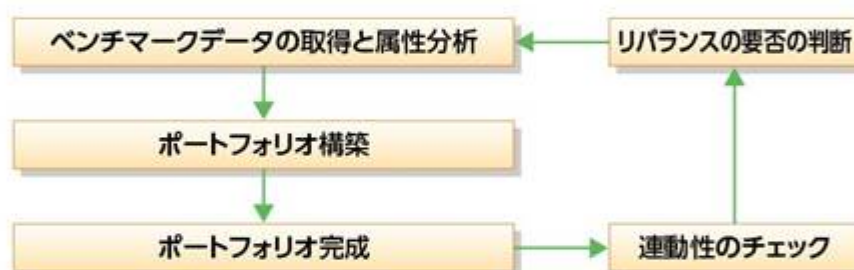 ベンチマークデータの取得と属性分析
リバランスの要否の判断
ポートフォリオ構築
ポートフォリオ完成
連動性のチェック